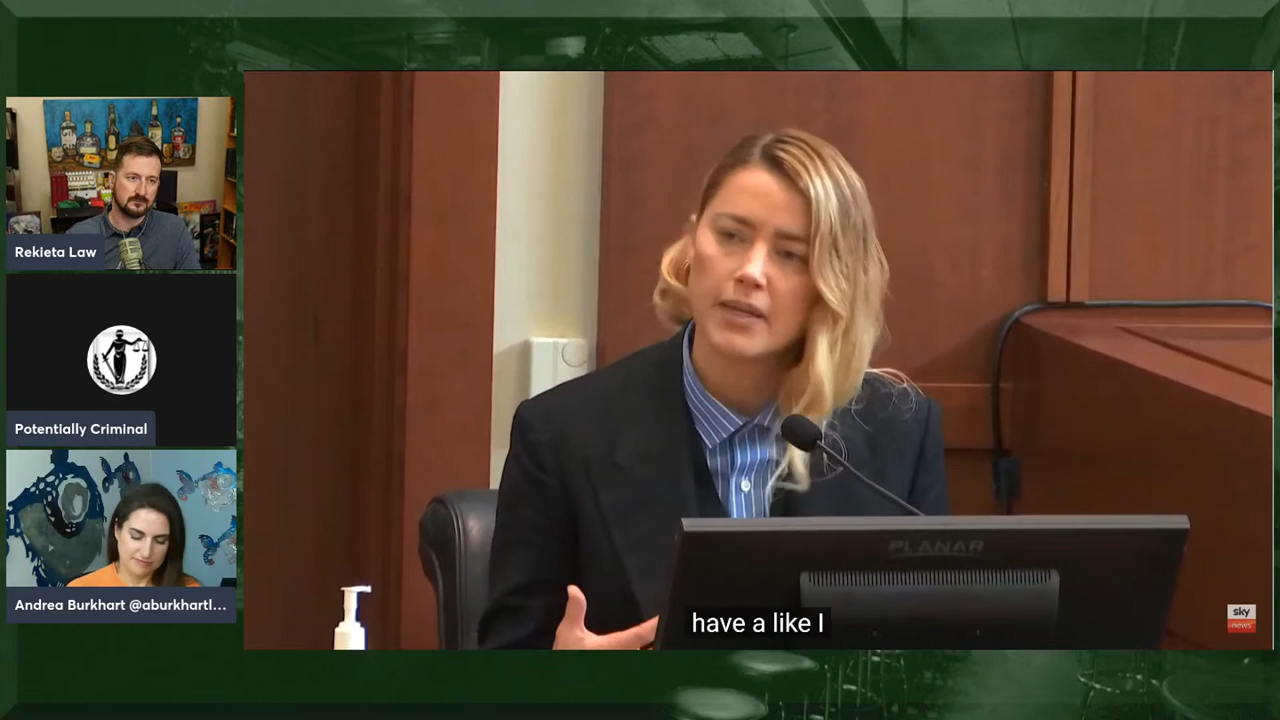 Rekieta Law
Potentially Criminal
Andrea Burkhart @aburkhartl...
PLANAR
have a like I
sky
news